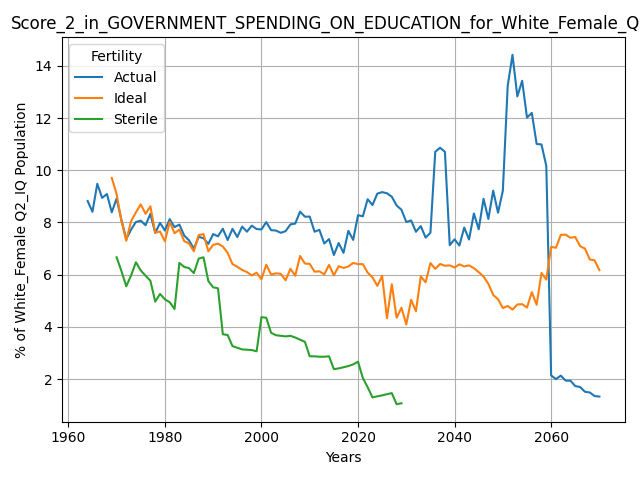 Score_2_in_GOVERNMENT_SPENDING_ON_EDUCATION_for_White_Female_Q
Fertility
Actual
Ideal
Sterile
% of White_Female Q2_IQ Population
14
12
10
8
6
4
2
1960 1980 2000 2020 2040 2060
Years